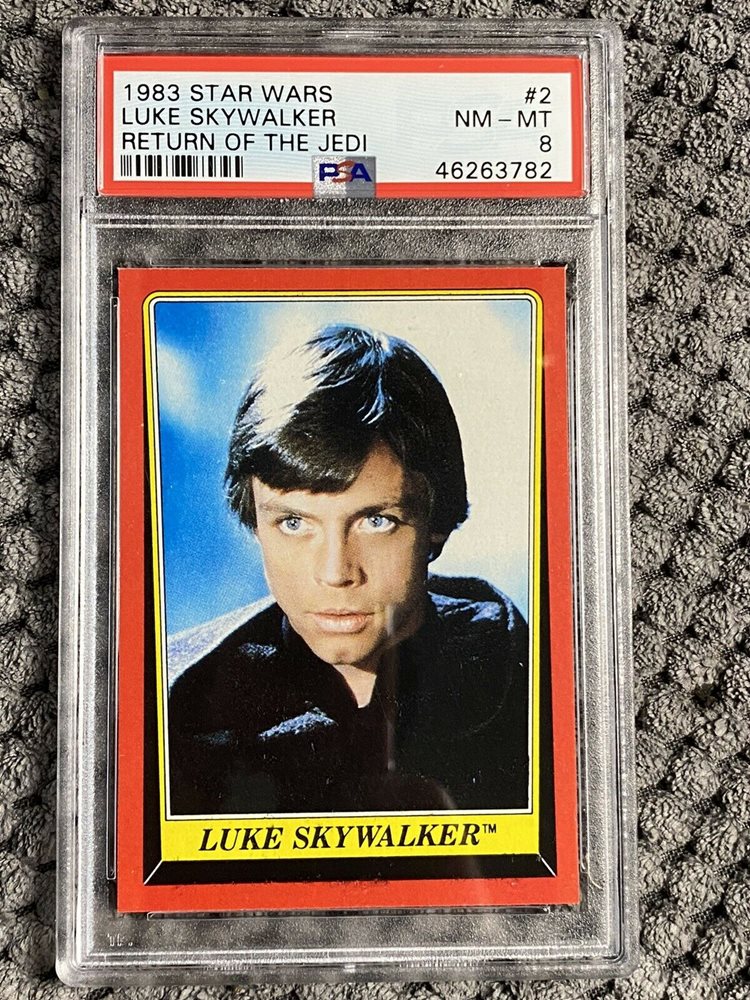 1983 STAR WARS #2
LUKE SKYWALKER NM - MT
RETURN OF THE JEDI 8
PSA 46263782
LUKE SKYWALKER™